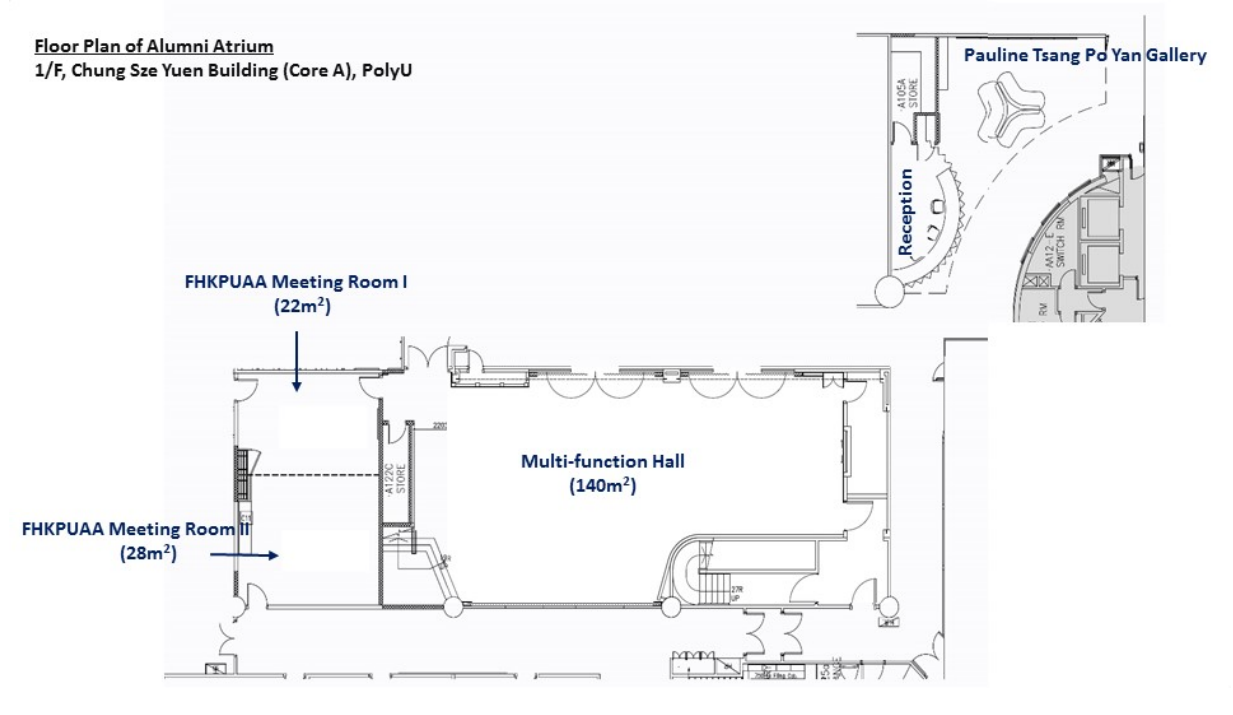 Floor Plan of Alumni Atrium
1/F, Chung Sze Yuen Building (Core A), PolyU
Pauline Tsang Po Yan Gallery
A105A
STORE
Reception
AA12-E
SWITCH RM
RM
FHKPUAA Meeting Room I
(22m²)
Multi-function Hall
(140m²)
A122C
STORE
FHKPUAA Meeting Room II
(28m²)
27R
UP